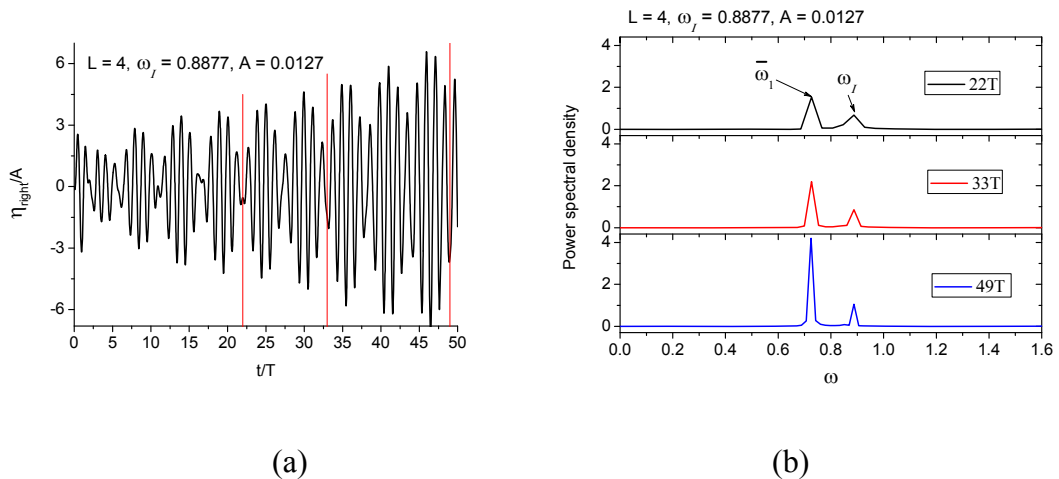 L = 4, ω_I = 0.8877, A = 0.0127
η_right/A
6
3
0
-3
-6
0 5 10 15 20 25 30 35 40 45 50
t/T
(a)
L = 4, ω_I = 0.8877, A = 0.0127
Power spectral density
4
2
0
ω̄_1
ω_I
22T
4
2
0
33T
4
2
0
49T
0.0 0.2 0.4 0.6 0.8 1.0 1.2 1.4 1.6
ω
(b)